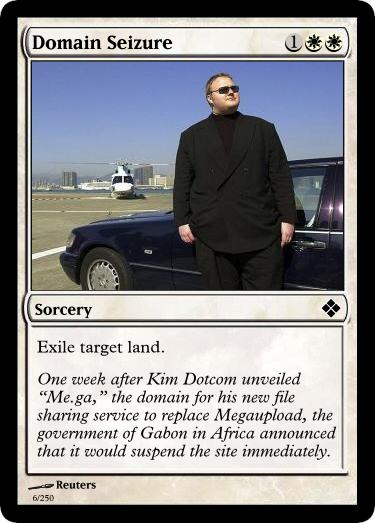 Domain Seizure 1
Sorcery
Exile target land.
One week after Kim Dotcom unveiled
“Me.ga,” the domain for his new file
sharing service to replace Megaupload, the
government of Gabon in Africa announced
that it would suspend the site immediately.
Reuters
6/250